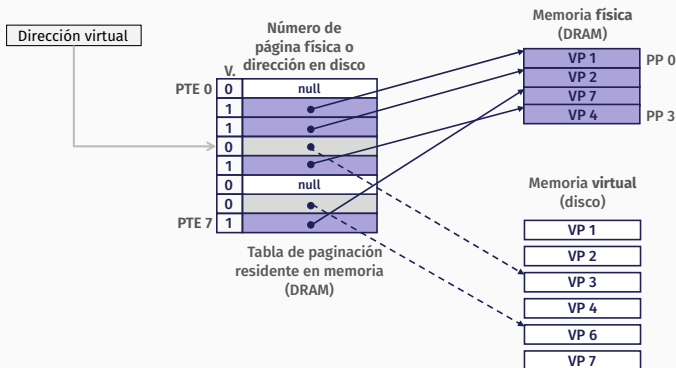 Dirección virtual
Número de
página física o
dirección en disco
V.
PTE 0
0
null
1
1
0
1
0
null
0
PTE 7
1
Tabla de paginación
residente en memoria
(DRAM)
Memoria física
(DRAM)
VP 1
PP 0
VP 2
VP 7
VP 4
PP 3
Memoria virtual
(disco)
VP 1
VP 2
VP 3
VP 4
VP 6
VP 7